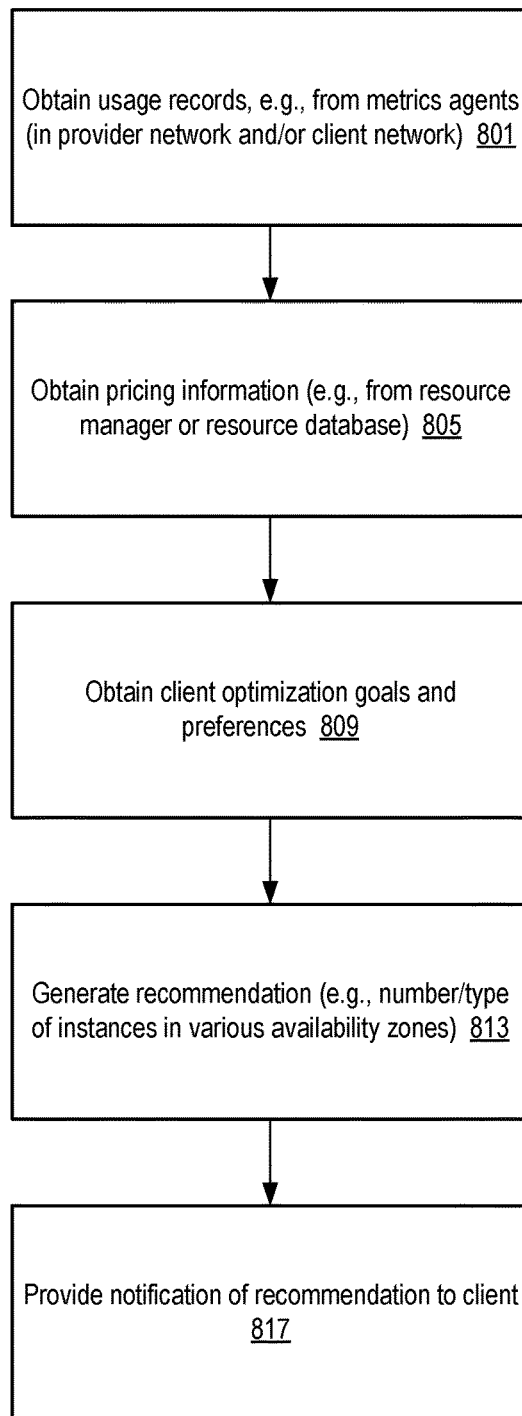 Obtain usage records, e.g., from metrics agents
(in provider network and/or client network) 801
Obtain pricing information (e.g., from resource
manager or resource database) 805
Obtain client optimization goals and
preferences 809
Generate recommendation (e.g., number/type
of instances in various availability zones) 813
Provide notification of recommendation to client
817